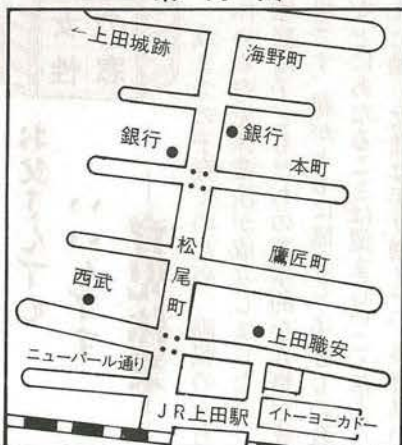 ←上田城跡
海野町
銀行
銀行
本町
松尾町
鷹匠町
西武
上田職安
ニューパール通り
JR上田駅
イトーヨーカドー